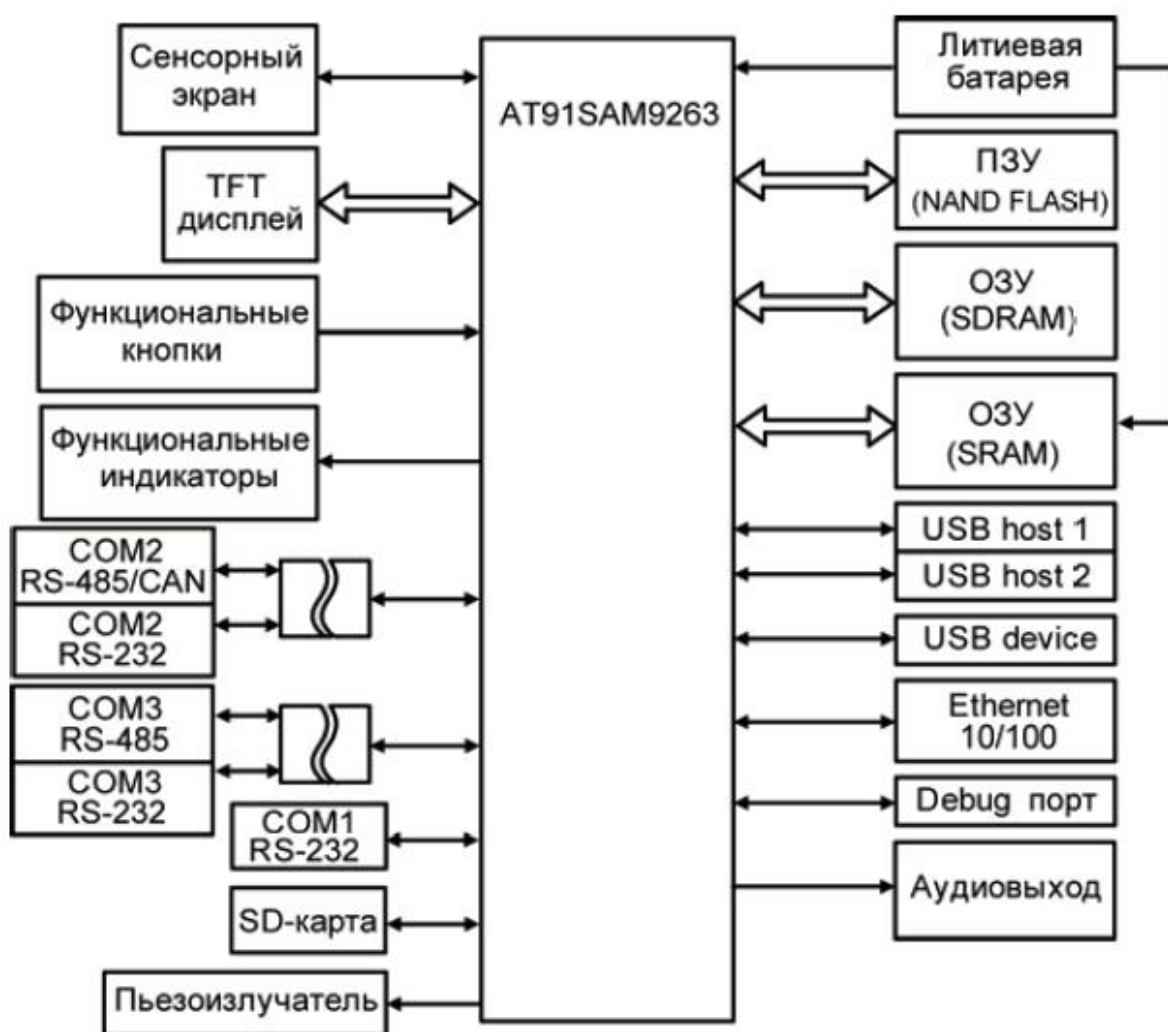 Сенсорный
экран
TFT
дисплей
Функциональные
кнопки
Функциональные
индикаторы
COM2
RS-485/CAN
COM2
RS-232
COM3
RS-485
COM3
RS-232
COM1
RS-232
SD-карта
Пьезоизлучатель
AT91SAM9263
Литиевая
батарея
ПЗУ
(NAND FLASH)
ОЗУ
(SDRAM)
ОЗУ
(SRAM)
USB host 1
USB host 2
USB device
Ethernet
10/100
Debug порт
Аудиовыход